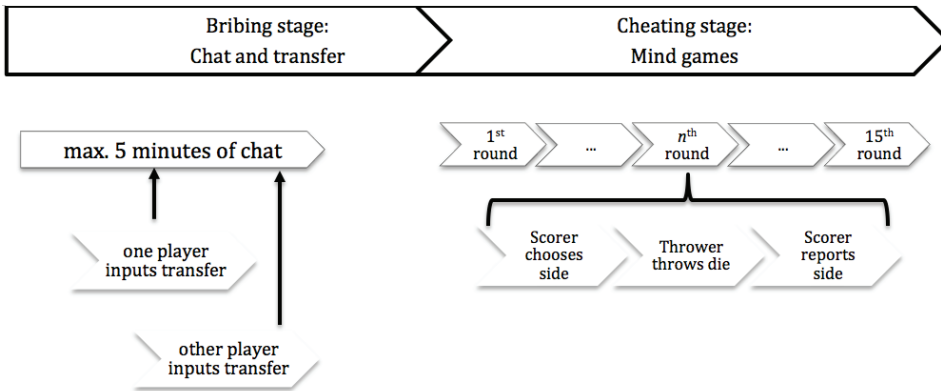 Bribing stage:
Chat and transfer
Cheating stage:
Mind games
max. 5 minutes of chat
one player
inputs transfer
other player
inputs transfer
1st
round
...
nth
round
...
15th
round
Scorer
chooses
side
Thrower
throws die
Scorer
reports
side